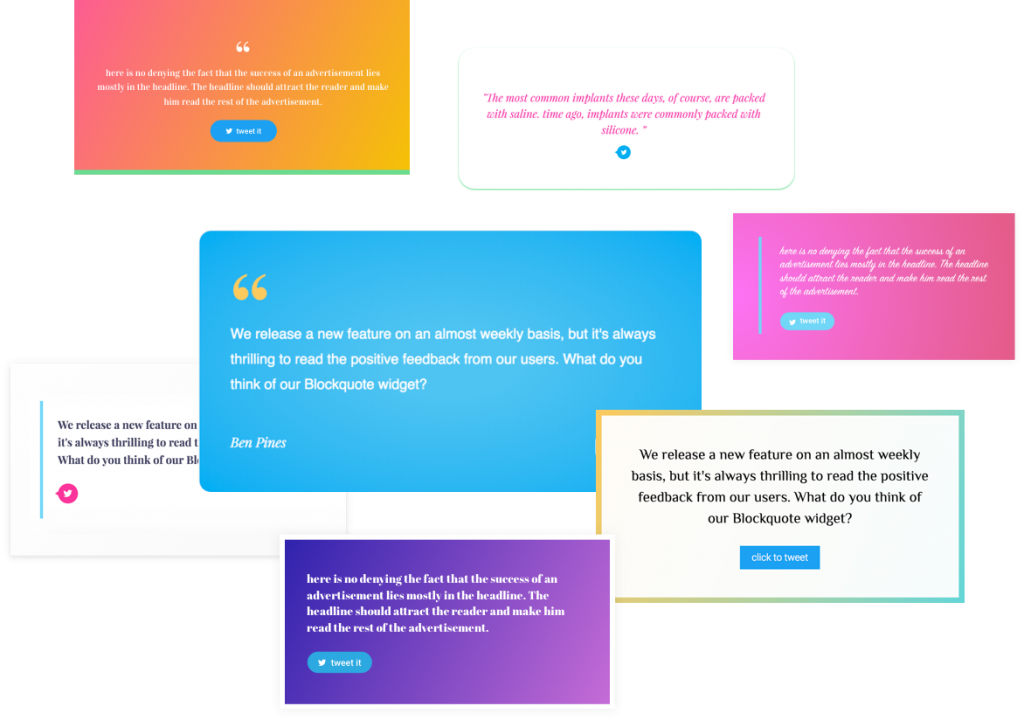 “
here is no denying the fact that the success of an advertisement lies
mostly in the headline. The headline should attract the reader and make
him read the rest of the advertisement.
tweet it
"The most common implants these days, of course, are packed
with saline. time ago, implants were commonly packed with
silicone. "
here is no denying the fact that the success of an
advertisement lies mostly in the headline. The headline
should attract the reader and make him read the rest
of the advertisement.
tweet it
“
We release a new feature on an almost weekly basis, but it's always
thrilling to read the positive feedback from our users. What do you
think of our Blockquote widget?
Ben Pines
We release a new feature on
it's always thrilling to read t
What do you think of our Bl
We release a new feature on an almost weekly
basis, but it's always thrilling to read the positive
feedback from our users. What do you think of
our Blockquote widget?
click to tweet
here is no denying the fact that the success of an
advertisement lies mostly in the headline. The
headline should attract the reader and make him
read the rest of the advertisement.
tweet it